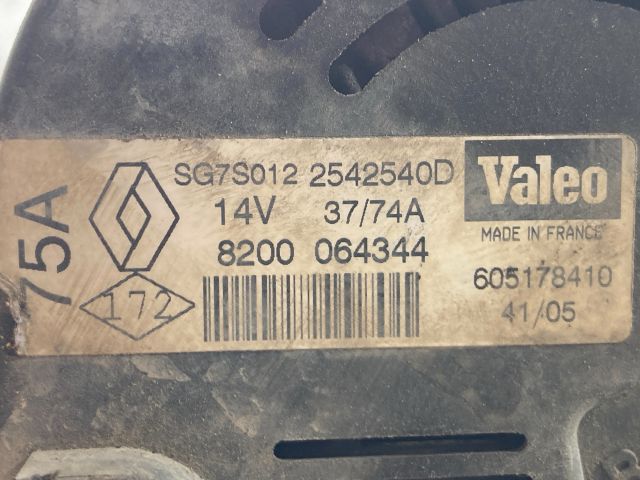 75A
SG7S012 2542540D
14V 37/74A
8200 064344
172
Valeo
MADE IN FRANCE
605178410
41/05